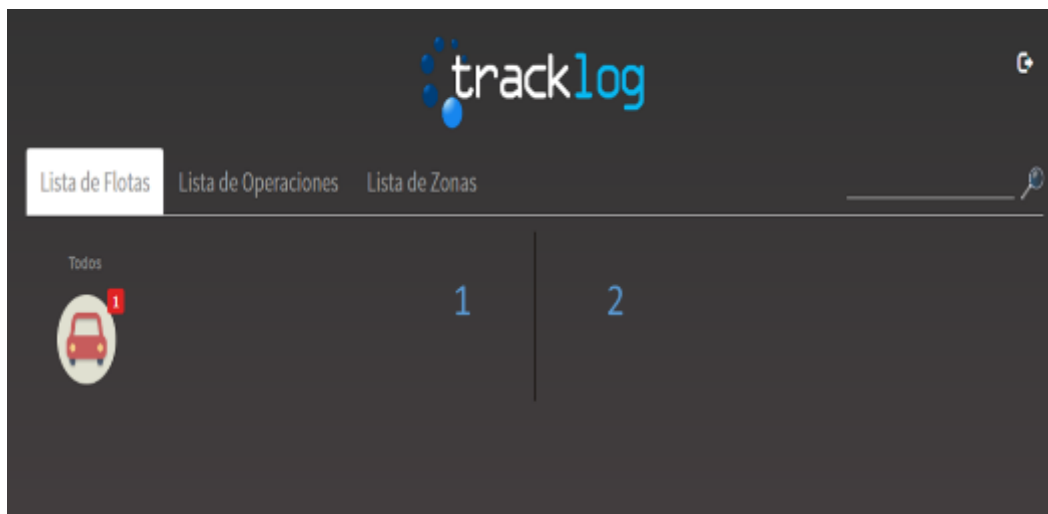 tracklog
Lista de Flotas Lista de Operaciones Lista de Zonas
Todos
1
1 2